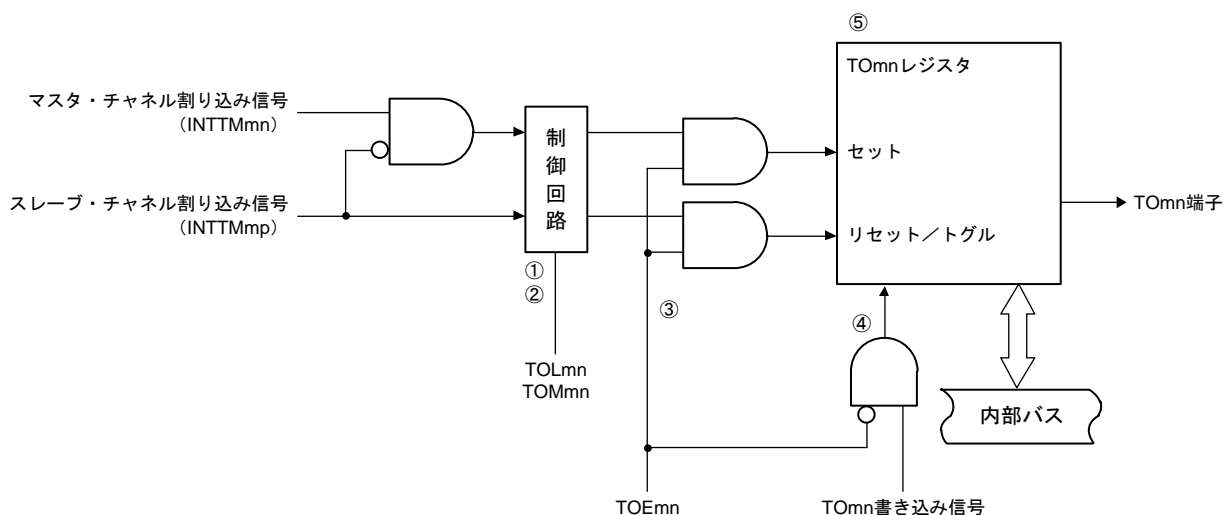 ⑤
TOmnレジスタ
マスタ・チャネル割り込み信号
（INTTMmn）
制
御
回
路
セット
スレーブ・チャネル割り込み信号
（INTTMmp）
TOmn端子
リセット／トグル
①
②
③
④
TOLmn
TOMmn
内部バス
TOEmn
TOmn書き込み信号